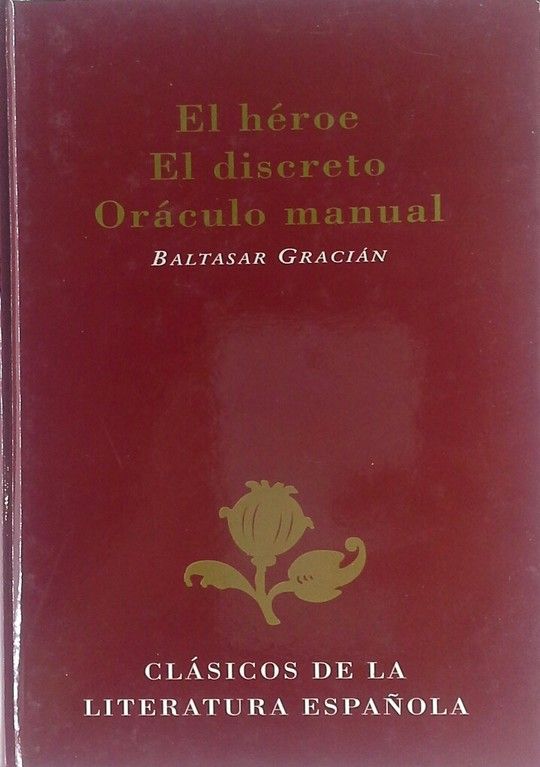 El héroe
El discreto
Oráculo manual
BALTASAR GRACIÁN
CLÁSICOS DE LA
LITERATURA ESPAÑOLA